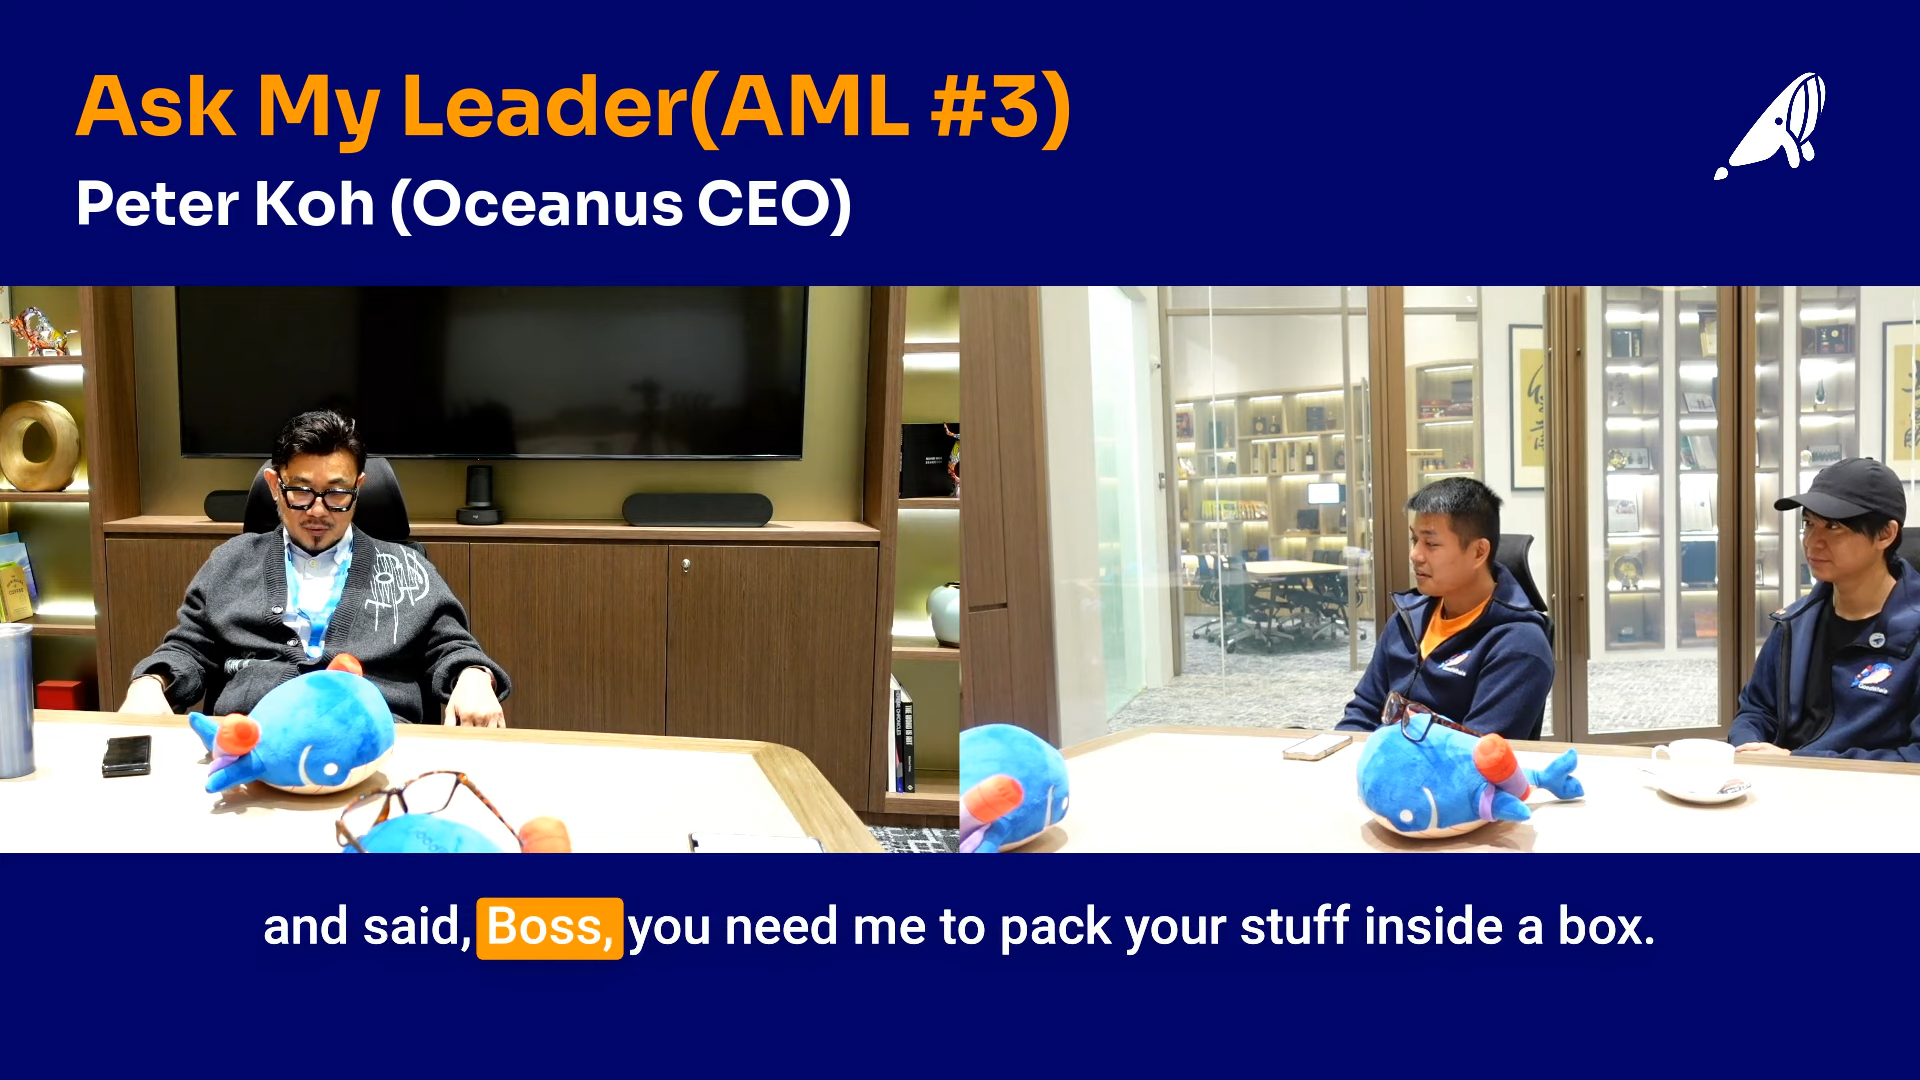 Ask My Leader(AML #3)
Peter Koh (Oceanus CEO)
and said, Boss, you need me to pack your stuff inside a box.